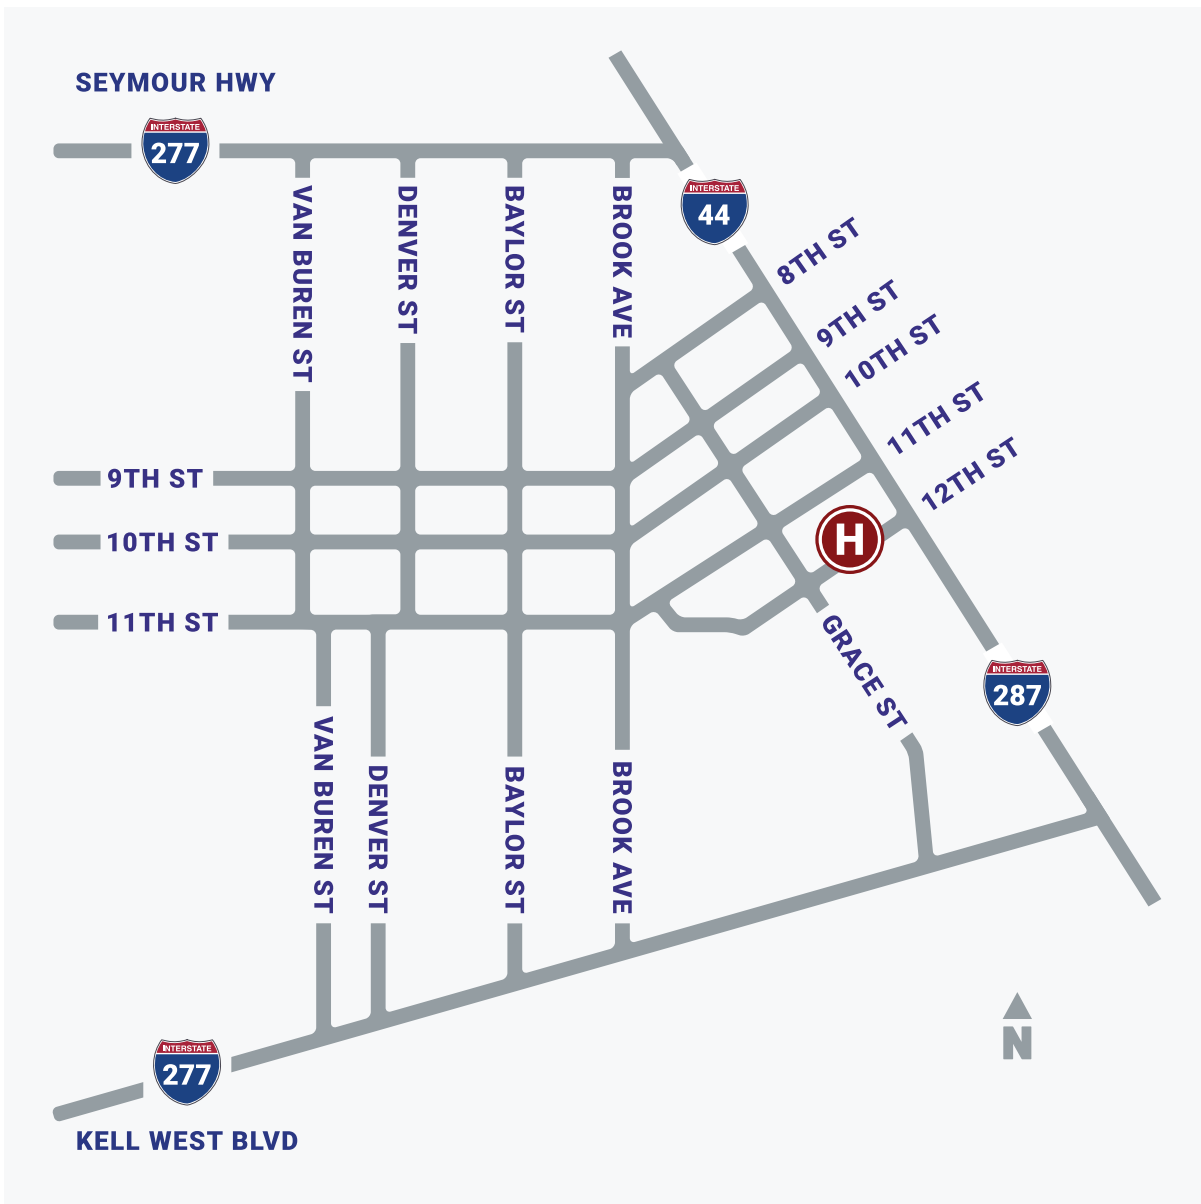 SEYMOUR HWY
INTERSTATE
277
INTERSTATE
44
VAN BUREN ST
DENVER ST
BAYLOR ST
BROOK AVE
8TH ST
9TH ST
10TH ST
11TH ST
12TH ST
9TH ST
10TH ST
11TH ST
H
GRACE ST
INTERSTATE
287
VAN BUREN ST
DENVER ST
BAYLOR ST
BROOK AVE
N
INTERSTATE
277
KELL WEST BLVD